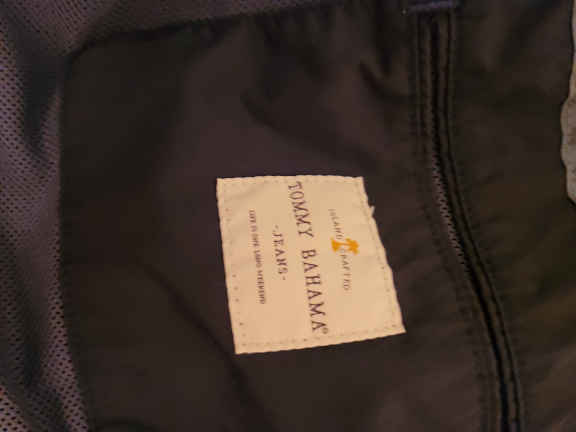 ISLAND CRAFTED
TOMMY BAHAMA®
-JEANS-
LIFE IS ONE LONG WEEKEND